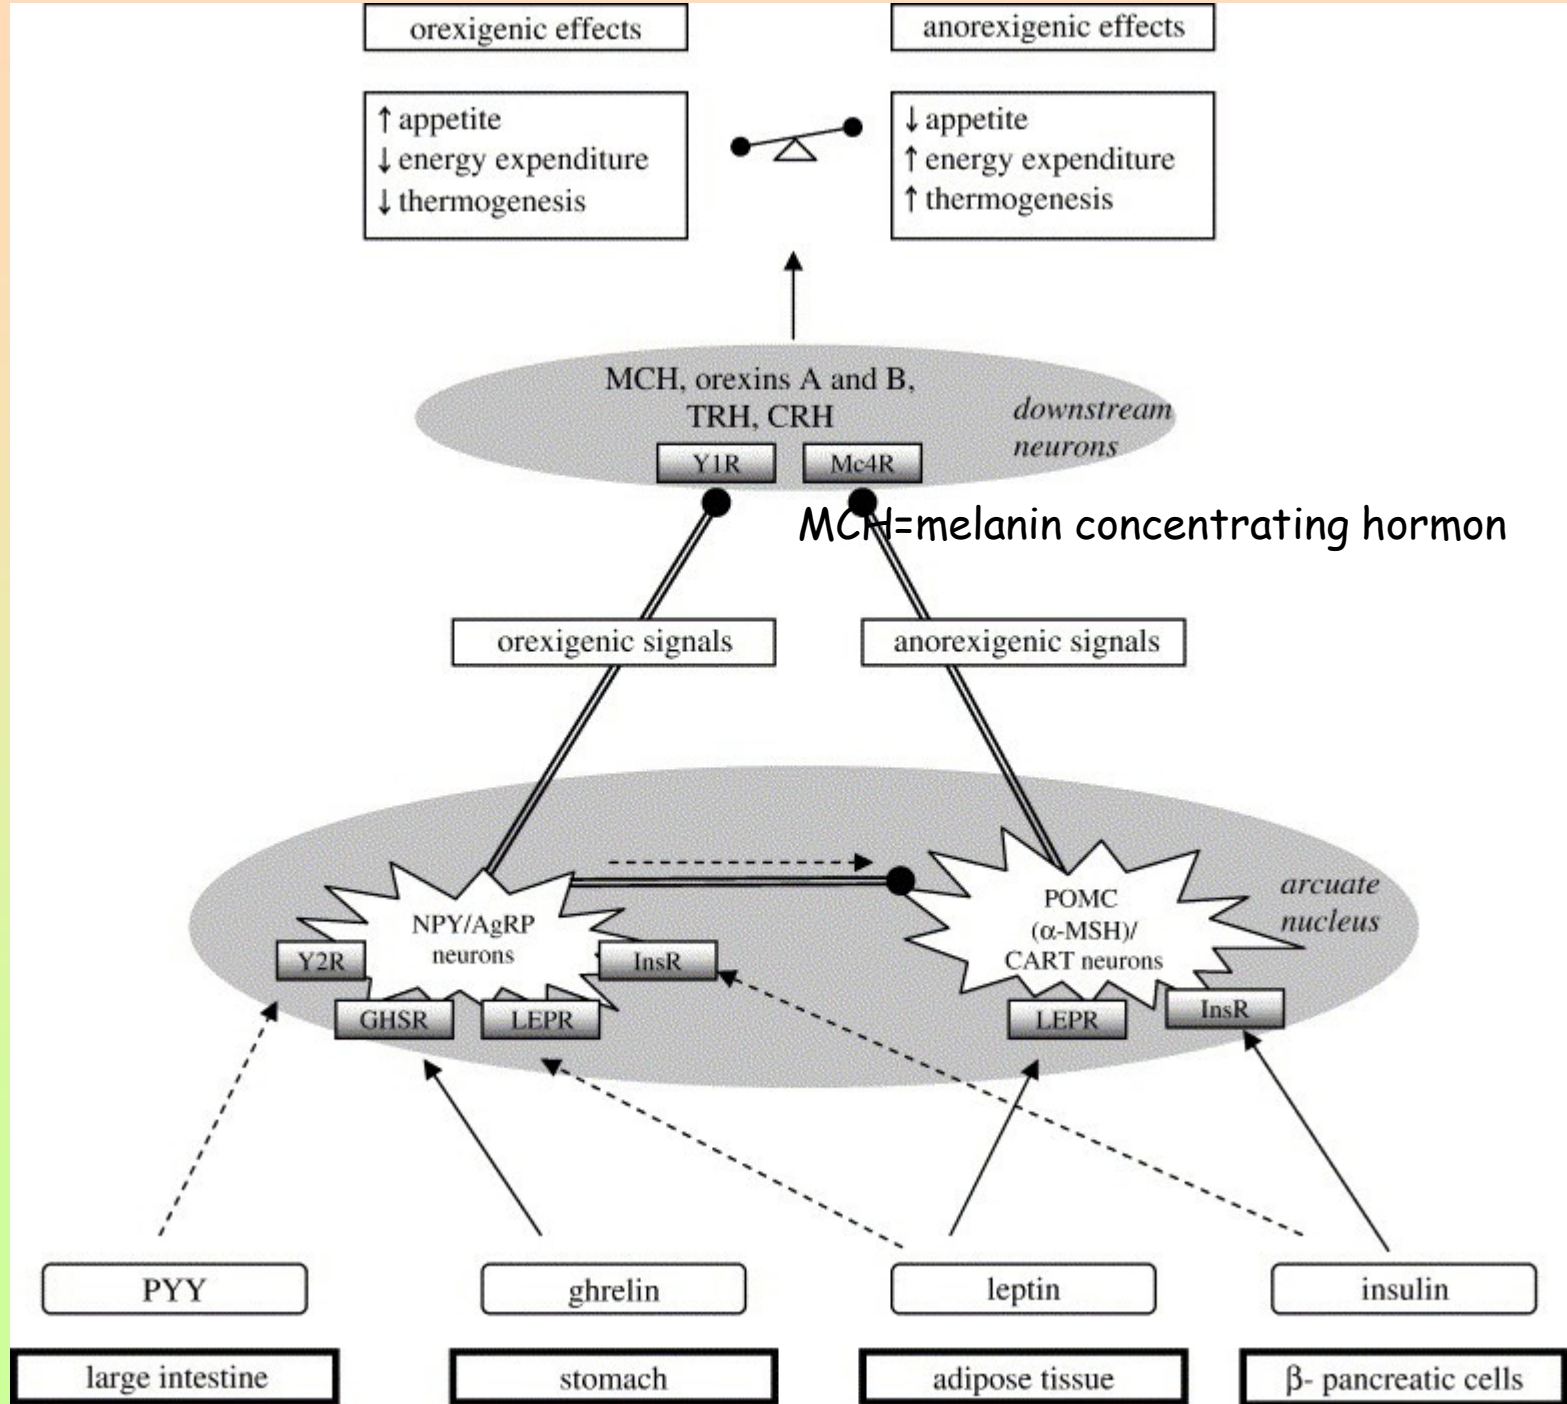 orexigenic effects
anorexigenic effects
↑ appetite
↓ energy expenditure
↓ thermogenesis
↓ appetite
↑ energy expenditure
↑ thermogenesis
MCH, orexins A and B,
TRH, CRH
downstream
neurons
Y1R
Mc4R
MCH=melanin concentrating hormon
orexigenic signals
anorexigenic signals
arcuate
nucleus
NPY/AgRP
neurons
POMC
(α-MSH)/
CART neurons
Y2R
InsR
GHSR
LEPR
LEPR
InsR
PYY
ghrelin
leptin
insulin
large intestine
stomach
adipose tissue
β- pancreatic cells